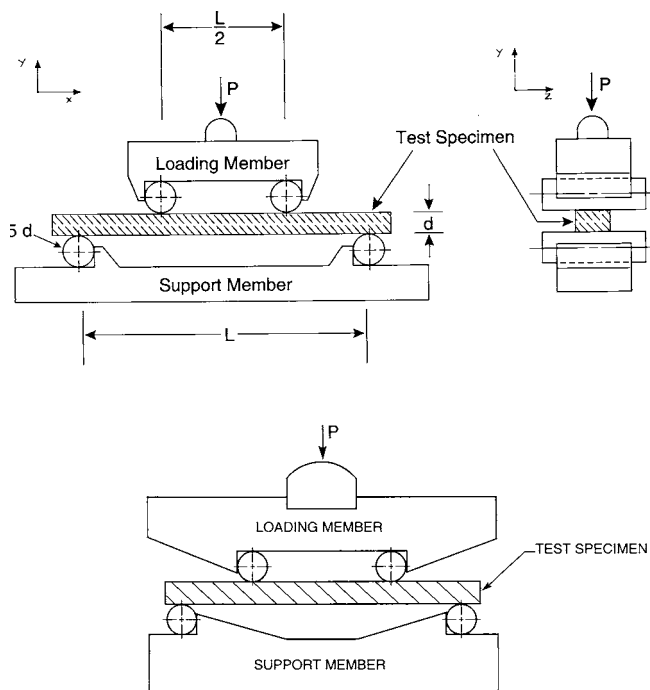 L
2
y
x
P
y
z
P
Loading Member
Test Specimen
5 d
d
Support Member
L
P
LOADING MEMBER
TEST SPECIMEN
SUPPORT MEMBER